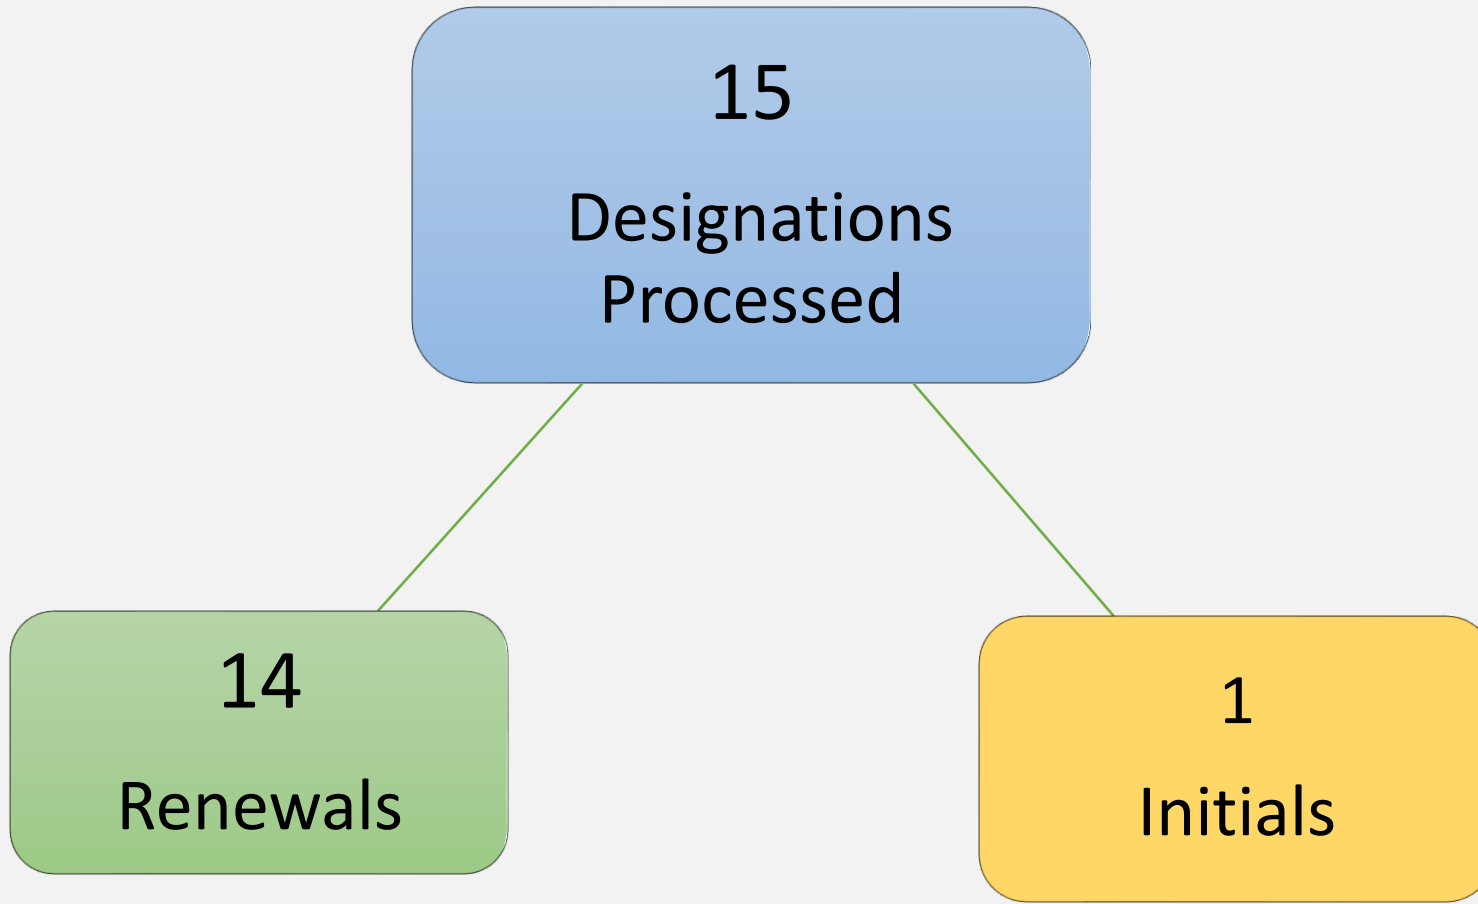 15
Designations
Processed
14
Renewals
1
Initials